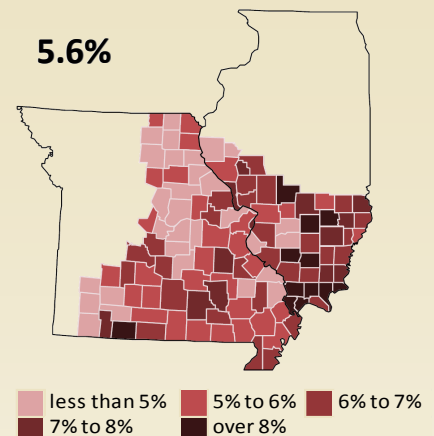 5.6%
less than 5% 5% to 6% 6% to 7%
7% to 8% over 8%